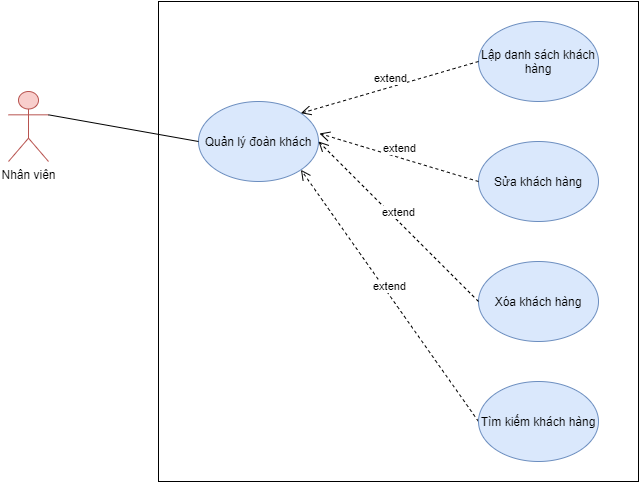 Lập danh sách khách
hàng
extend
Quản lý đoàn khách
extend
Nhân viên
Sửa khách hàng
extend
Xóa khách hàng
extend
Tìm kiếm khách hàng